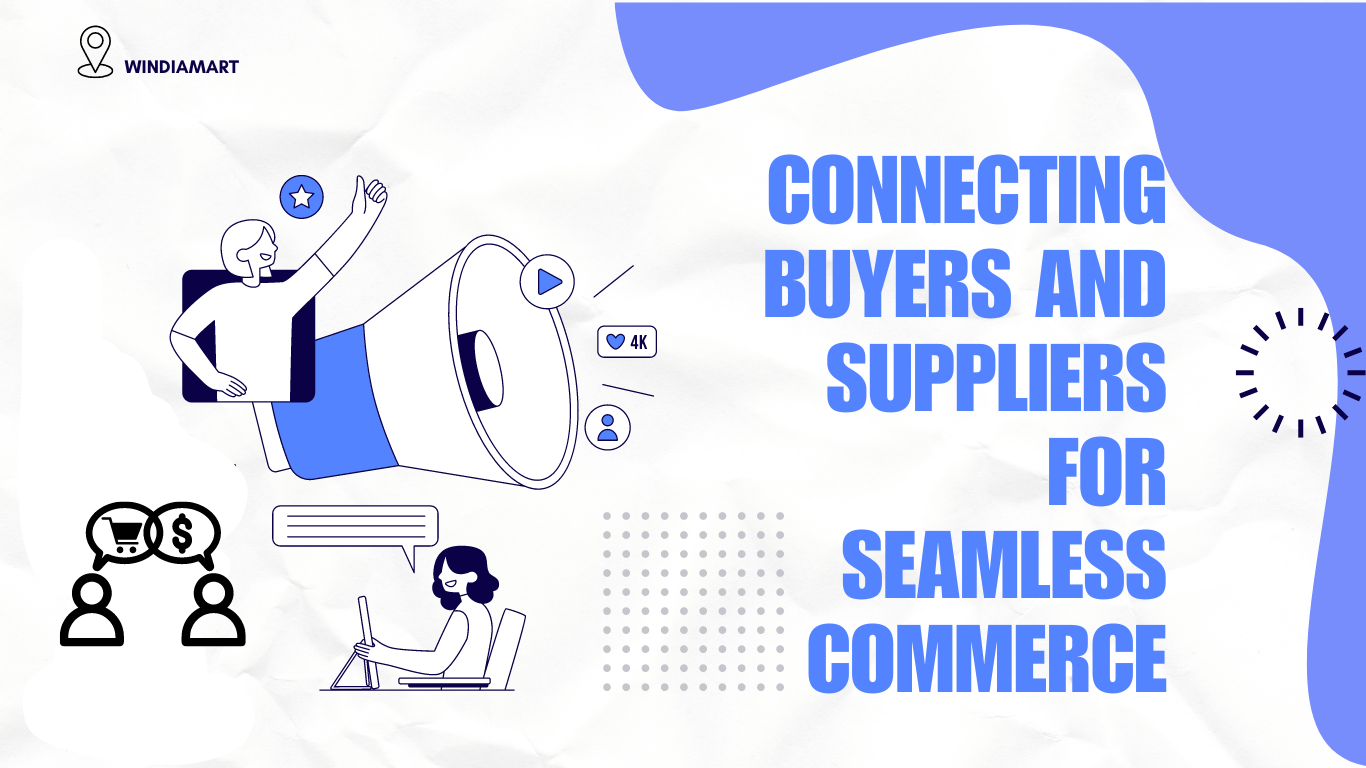 WINDIAMART
CONNECTING
BUYERS AND
SUPPLIERS
FOR
SEAMLESS
COMMERCE
4K
$